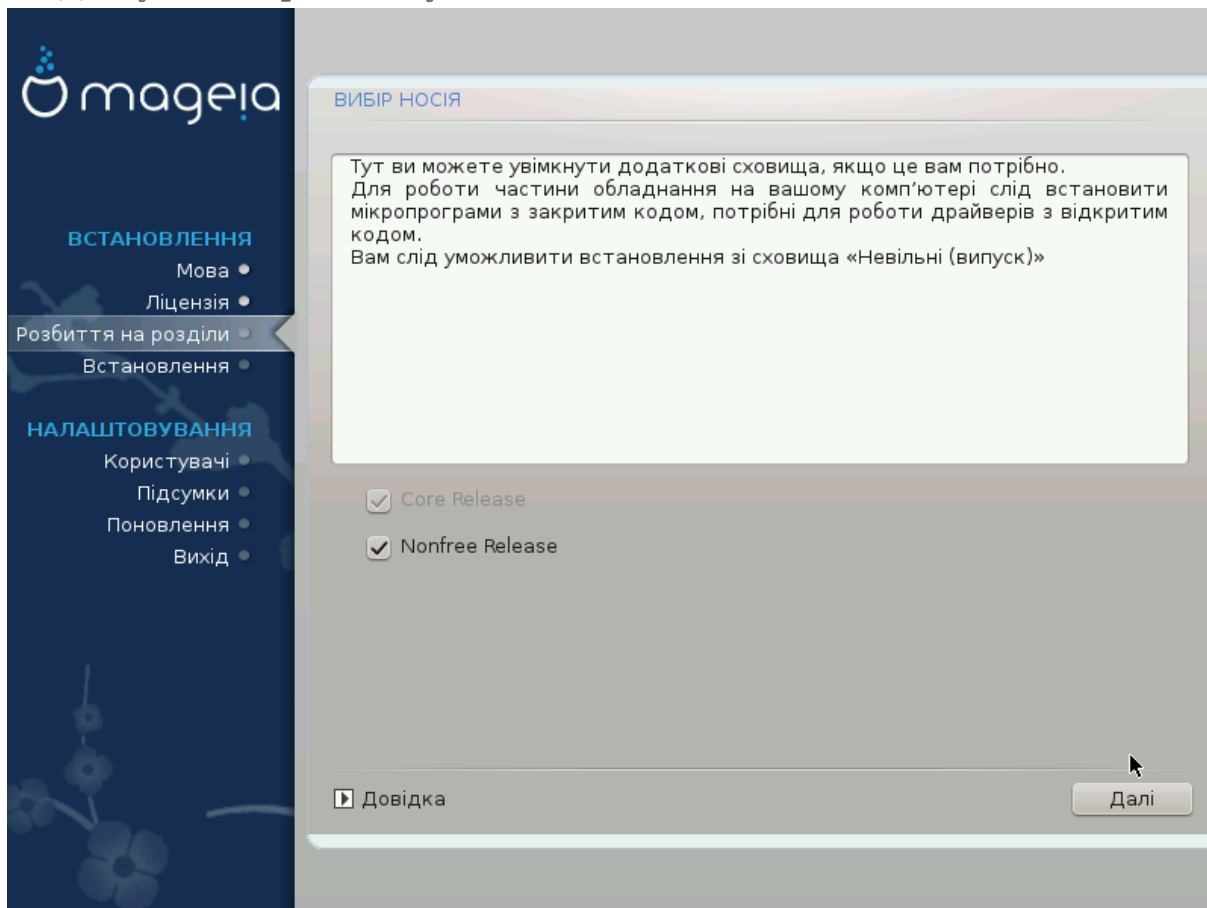 mageia
ВСТАНОВЛЕННЯ
Мова
Ліцензія
Розбиття на розділи
Встановлення
НАЛАШТОВУВАННЯ
Користувачі
Підсумки
Поновлення
Вихід
ВИБІР НОСІЯ
Тут ви можете увімкнути додаткові сховища, якщо це вам потрібно.
Для роботи частини обладнання на вашому комп’ютері слід встановити
мікропрограми з закритим кодом, потрібні для роботи драйверів з відкритим
кодом.
Вам слід уможливити встановлення зі сховища «Невільні (випуск)»
Core Release
Nonfree Release
Довідка
Далі